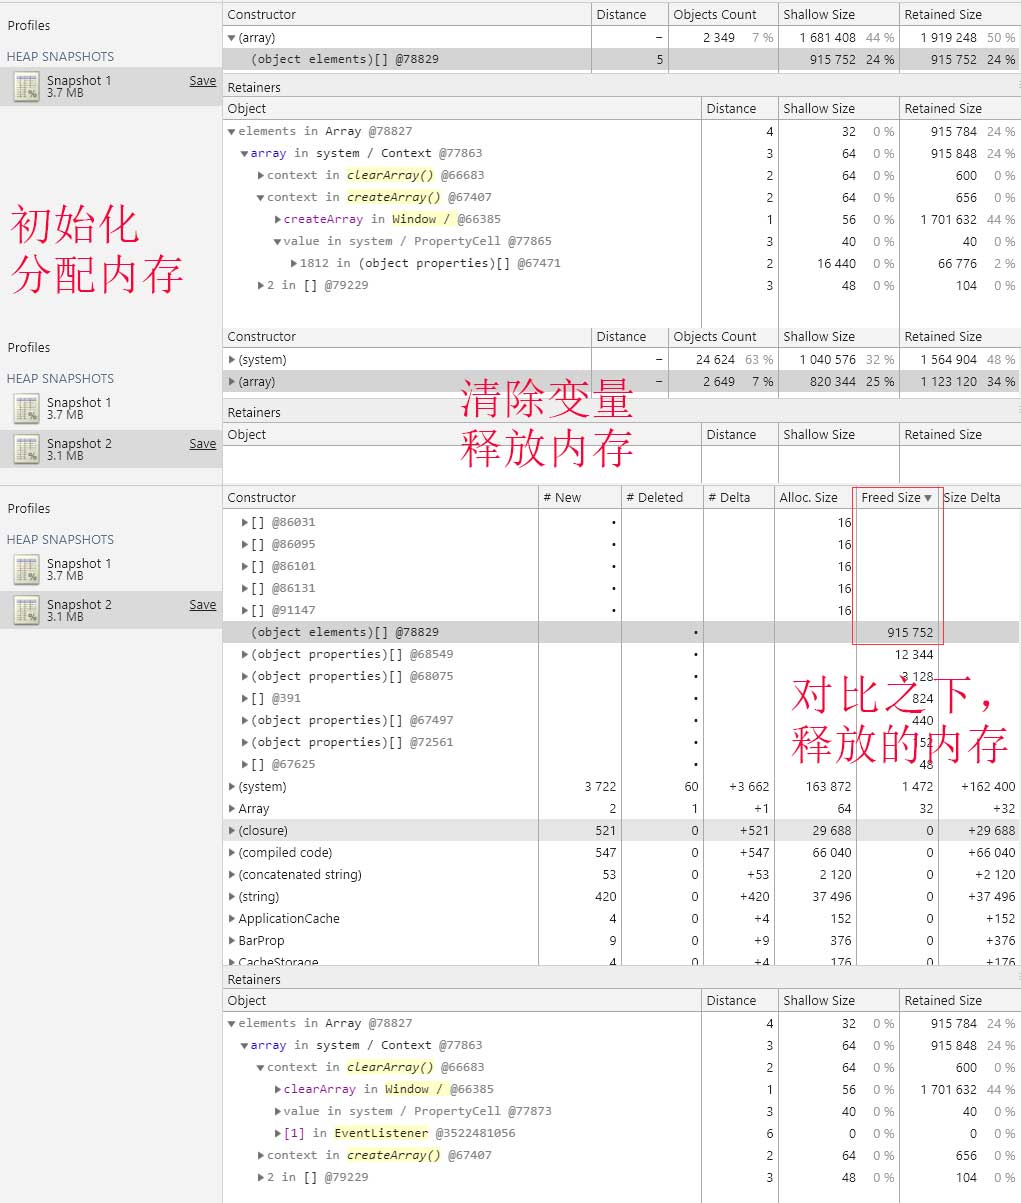 Profiles
HEAP SNAPSHOTS
Snapshot 1 Save
3.7 MB
初始化
分配内存
Constructor Distance Objects Count Shallow Size Retained Size
(array) – 2 349 7 % 1 681 408 44 % 1 919 248 50 %
(object elements)[] @78829 5 915 752 24 % 915 752 24 %
Retainers
Object Distance Shallow Size Retained Size
elements in Array @78827 4 32 0 % 915 784 24 %
array in system / Context @77863 3 64 0 % 915 848 24 %
context in clearArray() @66683 2 64 0 % 600 0 %
context in createArray() @67407 2 64 0 % 656 0 %
createArray in Window / @66385 1 56 0 % 1 701 632 44 %
value in system / PropertyCell @77865 3 40 0 % 40 0 %
1812 in (object properties)[] @67471 2 16 440 0 % 66 776 2 %
2 in [] @79229 3 48 0 % 104 0 %
Profiles
HEAP SNAPSHOTS
Snapshot 1
3.7 MB
Snapshot 2 Save
3.1 MB
Constructor Distance Objects Count Shallow Size Retained Size
(system) – 24 624 63 % 1 040 576 32 % 1 564 904 48 %
(array) – 2 649 7 % 820 344 25 % 1 123 120 34 %
Retainers
Object Distance Shallow Size Retained Size
清除变量
释放内存
Profiles
HEAP SNAPSHOTS
Snapshot 1
3.7 MB
Snapshot 2 Save
3.1 MB
Constructor # New # Deleted # Delta Alloc. Size Freed Size Size Delta
[] @86031 • 16
[] @86095 • 16
[] @86101 • 16
[] @86131 • 16
[] @91147 • 16
(object elements)[] @78829 • 915 752
(object properties)[] @68549 • 12 344
(object properties)[] @68075 • 3 128
[] @391 • 824
(object properties)[] @67497 • 440
(object properties)[] @72561 • 152
[] @67625 • 48
对比之下，
释放的内存
(system) 3 722 60 +3 662 163 872 1 472 +162 400
Array 2 1 +1 64 32 +32
(closure) 521 0 +521 29 688 0 +29 688
(compiled code) 547 0 +547 66 040 0 +66 040
(concatenated string) 53 0 +53 2 120 0 +2 120
(string) 420 0 +420 37 496 0 +37 496
ApplicationCache 4 0 +4 152 0 +152
BarProp 9 0 +9 376 0 +376
CacheStorage 4 0 +4 176 0 +176
Retainers
Object Distance Shallow Size Retained Size
elements in Array @78827 4 32 0 % 915 784 24 %
array in system / Context @77863 3 64 0 % 915 848 24 %
context in clearArray() @66683 2 64 0 % 600 0 %
clearArray in Window / @66385 1 56 0 % 1 701 632 44 %
value in system / PropertyCell @77873 3 40 0 % 40 0 %
[1] in EventListener @3522481056 6 0 0 % 0 0 %
context in createArray() @67407 2 64 0 % 656 0 %
2 in [] @79229 3 48 0 % 104 0 %